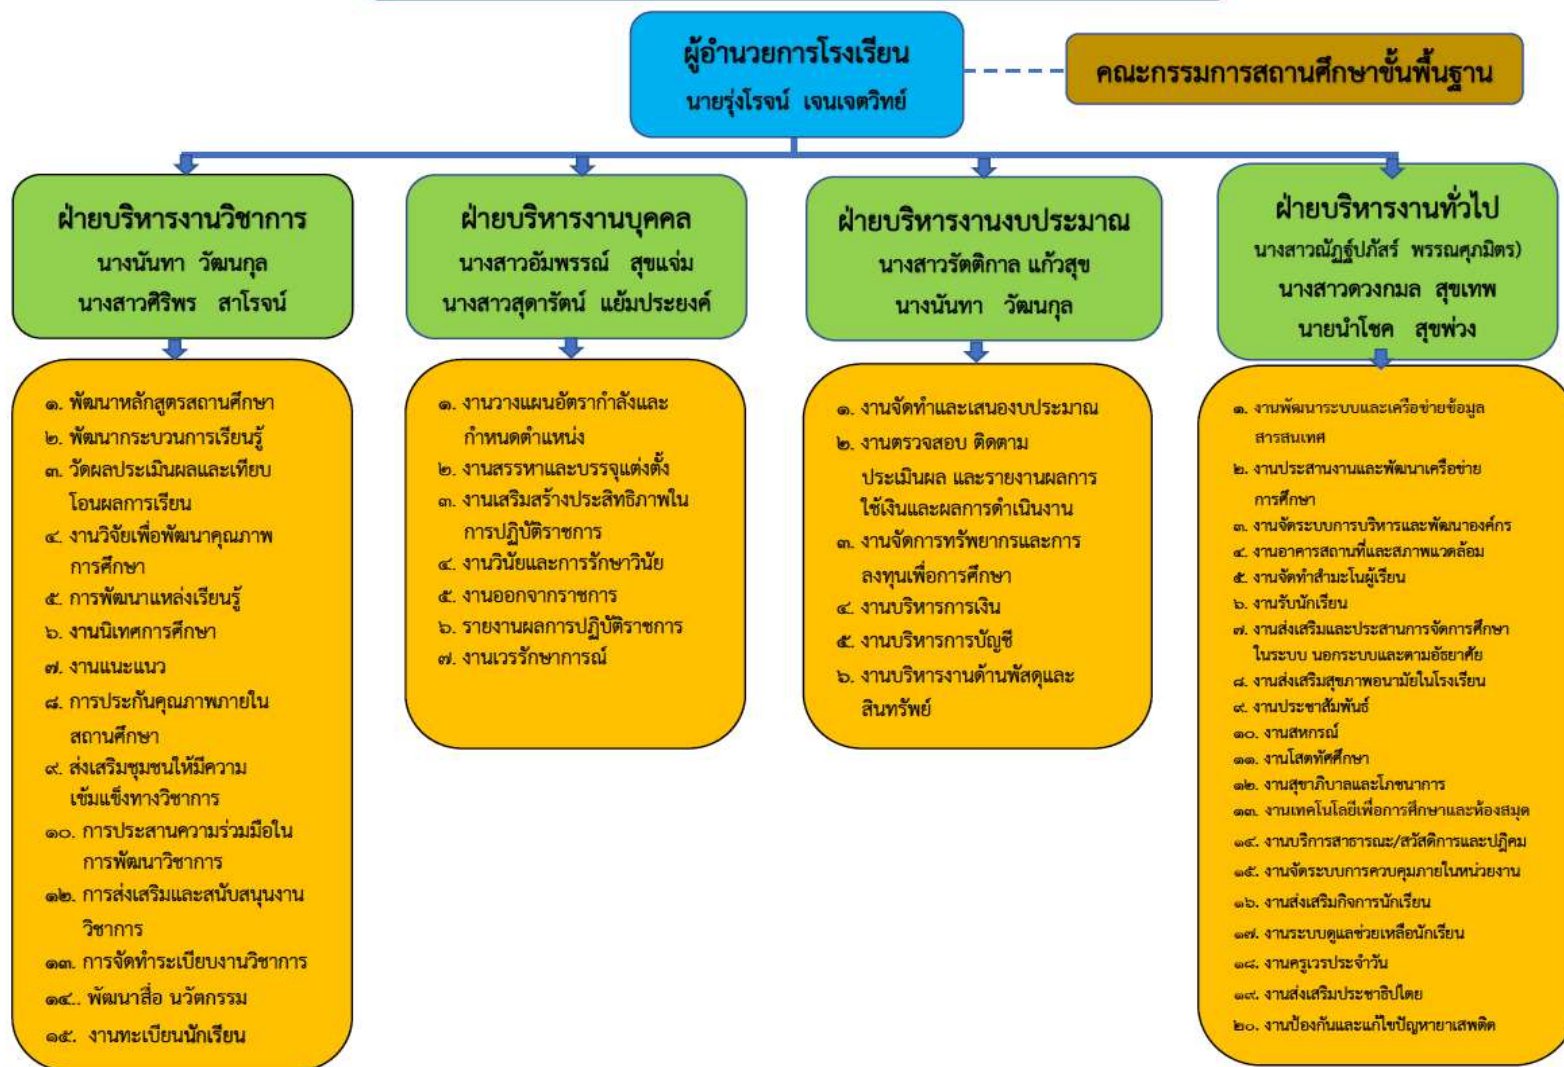 ผู้อำนวยการโรงเรียน
นายรุ่งโรจน์ เจนเจตวิทย์
คณะกรรมการสถานศึกษาขั้นพื้นฐาน
ฝ่ายบริหารงานวิชาการ
นางนันทา วัฒนกุล
นางสาวศิริพร สาโรจน์
๑. พัฒนาหลักสูตรสถานศึกษา
๒. พัฒนากระบวนการเรียนรู้
๓. วัดผลประเมินผลและเทียบ
โอนผลการเรียน
๔. งานวิจัยเพื่อพัฒนาคุณภาพ
การศึกษา
๕. การพัฒนาแหล่งเรียนรู้
๖. งานนิเทศการศึกษา
๗. งานแนะแนว
๘. การประกันคุณภาพภายใน
สถานศึกษา
๙. ส่งเสริมชุมชนให้มีความ
เข้มแข็งทางวิชาการ
๑๐. การประสานความร่วมมือใน
การพัฒนาวิชาการ
๑๒. การส่งเสริมและสนับสนุนงาน
วิชาการ
๑๓. การจัดทำระเบียบงานวิชาการ
๑๔.. พัฒนาสื่อ นวัตกรรม
๑๕. งานทะเบียนนักเรียน
ฝ่ายบริหารงานบุคคล
นางสาวอัมพรรณ์ สุขแจ่ม
นางสาวสุดารัตน์ แย้มประยงค์
๑. งานวางแผนอัตรากำลังและ
กำหนดตำแหน่ง
๒. งานสรรหาและบรรจุแต่งตั้ง
๓. งานเสริมสร้างประสิทธิภาพใน
การปฏิบัติราชการ
๔. งานวินัยและการรักษาวินัย
๕. งานออกจากราชการ
๖. รายงานผลการปฏิบัติราชการ
๗. งานเวรรักษาการณ์
ฝ่ายบริหารงานงบประมาณ
นางสาวรัตติกาล แก้วสุข
นางนันทา วัฒนกุล
๑. งานจัดทำและเสนองบประมาณ
๒. งานตรวจสอบ ติดตาม
ประเมินผล และรายงานผลการ
ใช้เงินและผลการดำเนินงาน
๓. งานจัดการทรัพยากรและการ
ลงทุนเพื่อการศึกษา
๔. งานบริหารการเงิน
๕. งานบริหารการบัญชี
๖. งานบริหารงานด้านพัสดุและ
สินทรัพย์
ฝ่ายบริหารงานทั่วไป
นางสาวณัฏฐ์ปภัสร์ พรรณศุภมิตร)
นางสาวดวงกมล สุขเทพ
นายนำโชค สุขพ่วง
๑. งานพัฒนาระบบและเครือข่ายข้อมูล
สารสนเทศ
๒. งานประสานงานและพัฒนาเครือข่าย
การศึกษา
๓. งานจัดระบบการบริหารและพัฒนาองค์กร
๔. งานอาคารสถานที่และสภาพแวดล้อม
๕. งานจัดทำสำมะโนผู้เรียน
๖. งานรับนักเรียน
๗. งานส่งเสริมและประสานการจัดการศึกษา
ในระบบ นอกระบบและตามอัธยาศัย
๘. งานส่งเสริมสุขภาพอนามัยในโรงเรียน
๙. งานประชาสัมพันธ์
๑๐. งานสหกรณ์
๑๑. งานโสตทัศศึกษา
๑๒. งานสุขาภิบาลและโภชนาการ
๑๓. งานเทคโนโลยีเพื่อการศึกษาและห้องสมุด
๑๔. งานบริการสาธารณะ/สวัสดิการและปฏิคม
๑๕. งานจัดระบบการควบคุมภายในหน่วยงาน
๑๖. งานส่งเสริมกิจการนักเรียน
๑๗. งานระบบดูแลช่วยเหลือนักเรียน
๑๘. งานครูเวรประจำวัน
๑๙. งานส่งเสริมประชาธิปไตย
๒๐. งานป้องกันและแก้ไขปัญหายาเสพติด